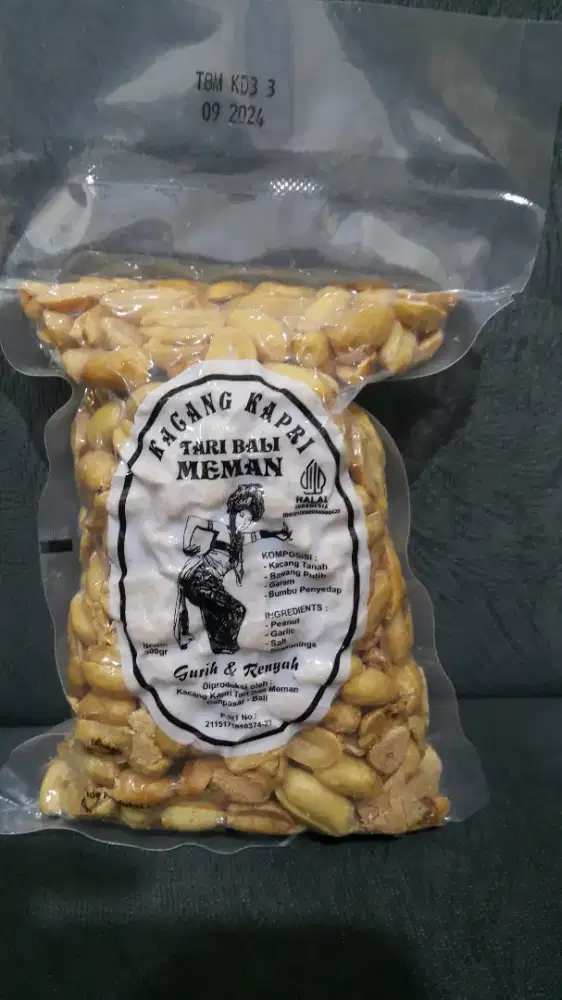 TBM KD3 3
09 2024
KACANG KAPRI
TARI BALI
MEMAN
HALAL
INDONESIA
KOMPOSISI :
- Kacang Tanah
- Bawang Putih
- Garam
- Bumbu Penyedap
INGREDIENTS :
- Peanut
- Garlic
- Salt
Gurih & Renyah
Diproduksi oleh :
Kacang Kapri Tari Bali Meman
- Bali
P-IRT No :